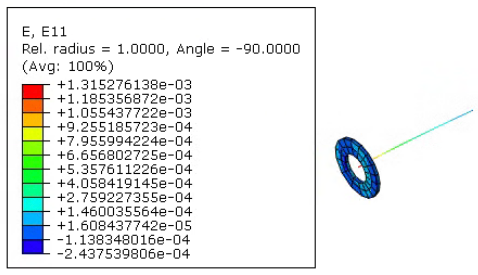 E, E11
Rel. radius = 1.0000, Angle = -90.0000
(Avg: 100%)
+1.315276138e-03
+1.185356872e-03
+1.055437722e-03
+9.255185723e-04
+7.955994224e-04
+6.656802725e-04
+5.357611226e-04
+4.058419145e-04
+2.759227355e-04
+1.460035564e-04
+1.608437742e-05
-1.138348016e-04
-2.437539806e-04